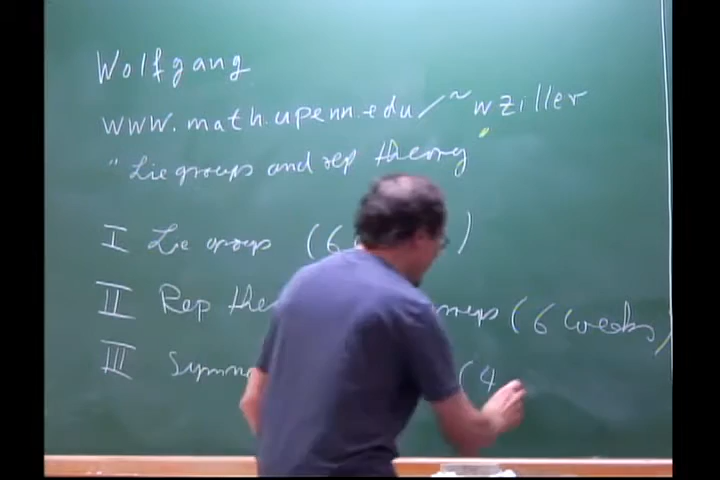 Wolfgang
www.math.upenn.edu/~wziller
" Lie groups and rep theory
I Lie groups (6 )
II Rep the (6 weeks)
III Symm (4